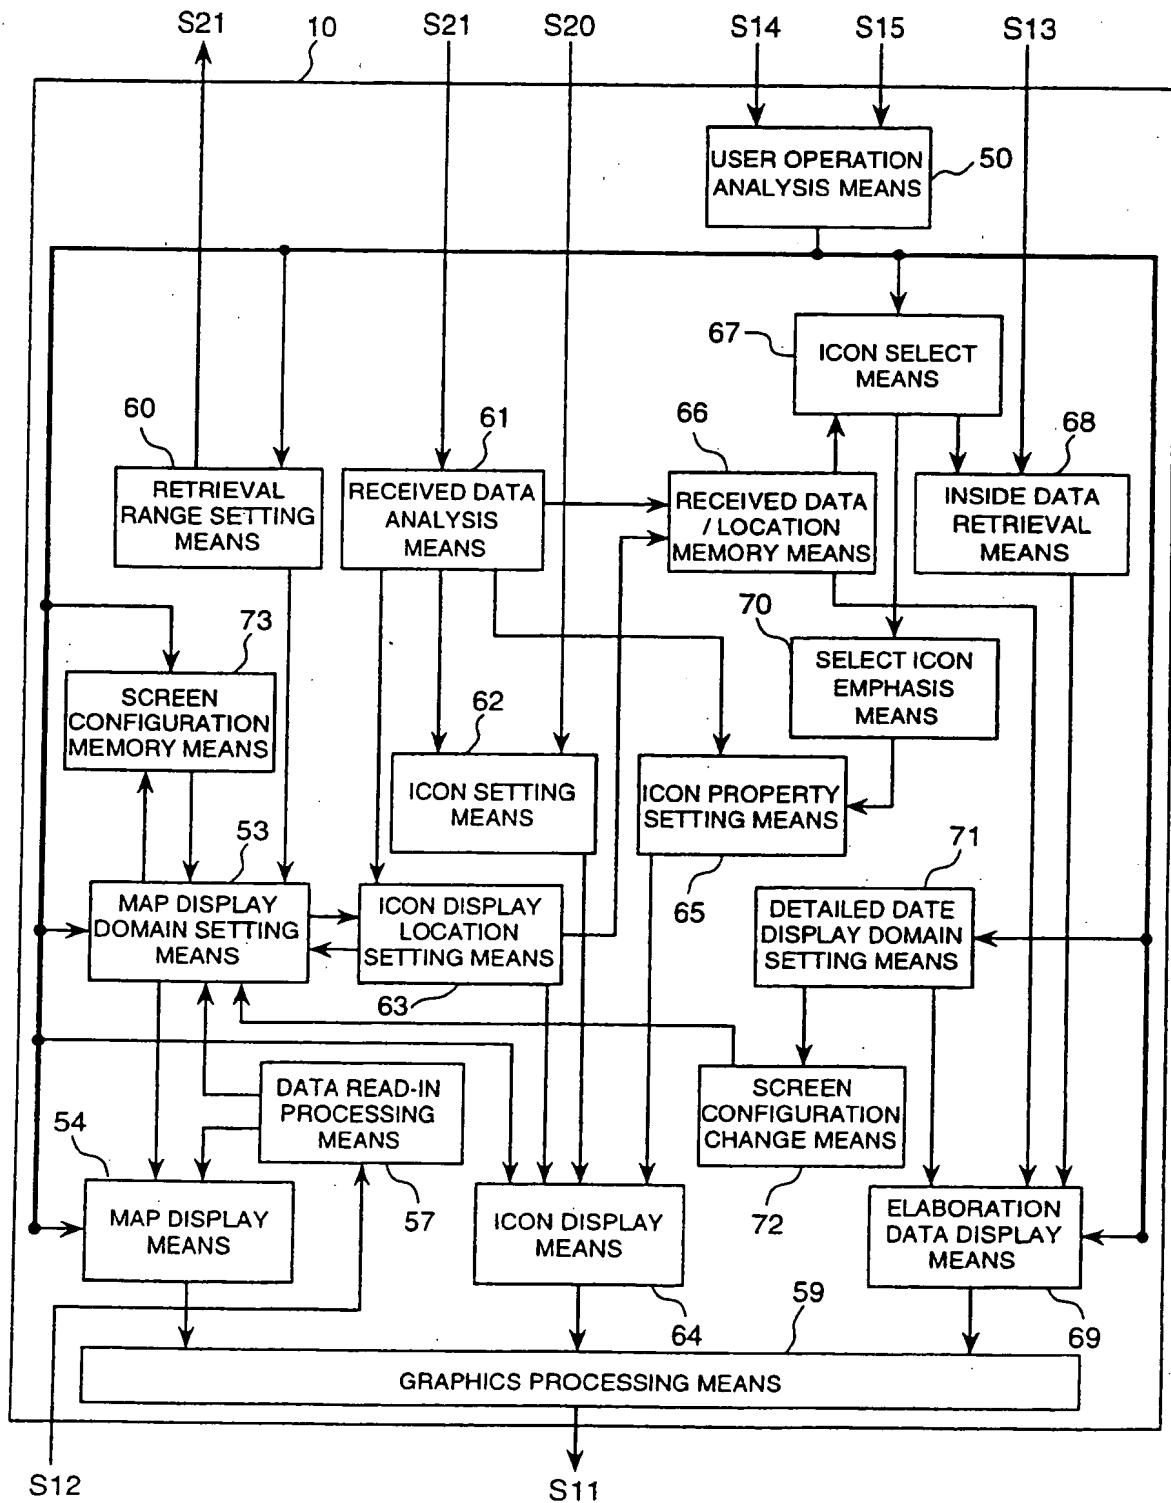 S21
10
S21
S20
S14
S15
S13
USER OPERATION
ANALYSIS MEANS
50
67
ICON SELECT
MEANS
60
RETRIEVAL
RANGE SETTING
MEANS
61
RECEIVED DATA
ANALYSIS
MEANS
66
RECEIVED DATA
/ LOCATION
MEMORY MEANS
68
INSIDE DATA
RETRIEVAL
MEANS
73
SCREEN
CONFIGURATION
MEMORY MEANS
62
ICON SETTING
MEANS
70
SELECT ICON
EMPHASIS
MEANS
ICON PROPERTY
SETTING MEANS
65
53
MAP DISPLAY
DOMAIN SETTING
MEANS
ICON DISPLAY
LOCATION
SETTING MEANS
63
71
DETAILED DATE
DISPLAY DOMAIN
SETTING MEANS
DATA READ-IN
PROCESSING
MEANS
57
SCREEN
CONFIGURATION
CHANGE MEANS
72
54
MAP DISPLAY
MEANS
ICON DISPLAY
MEANS
64
ELABORATION
DATA DISPLAY
MEANS
69
59
GRAPHICS PROCESSING MEANS
S12
S11